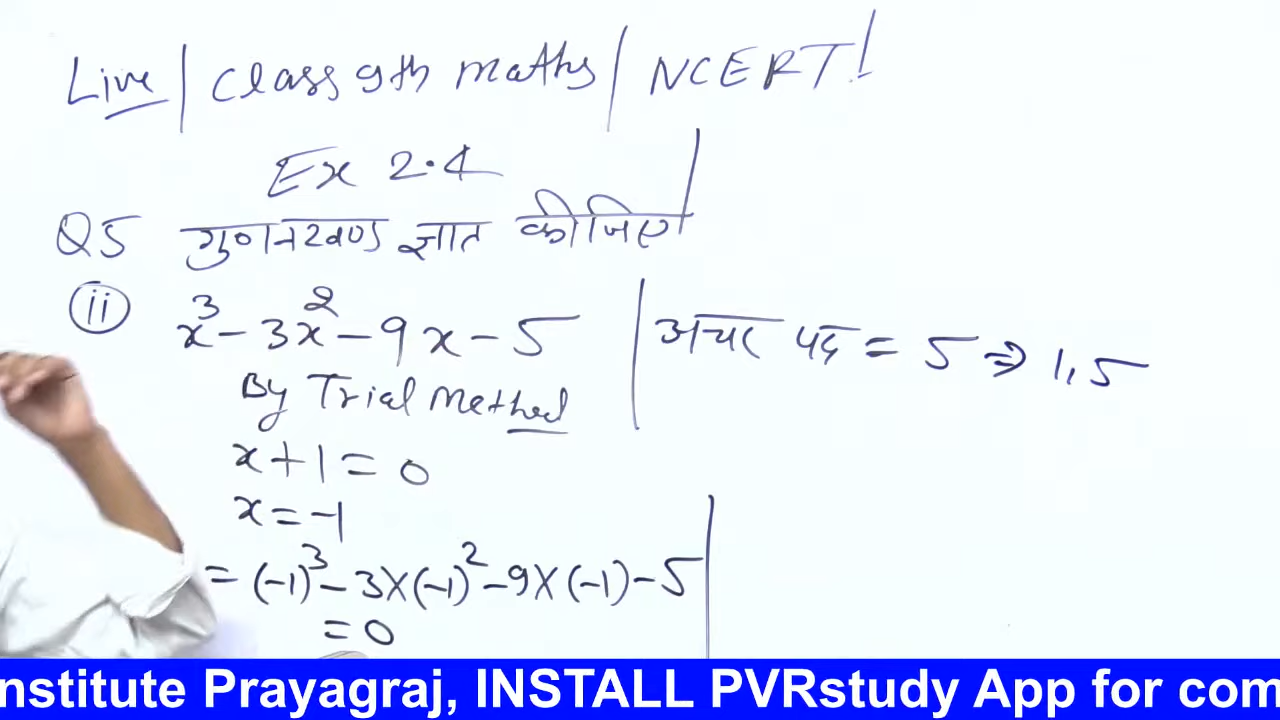 Live | Class 9th maths | NCERT!
Ex 2.4
Q5 गुणनखण्ड ज्ञात कीजिए
ii x³ - 3x² - 9x - 5
अचर पद = 5 ⇒ 1, 5
By Trial Method
x + 1 = 0
x = -1
= (-1)³ - 3×(-1)² - 9×(-1) - 5
= 0
nstitute Prayagraj, INSTALL PVRstudy App for com